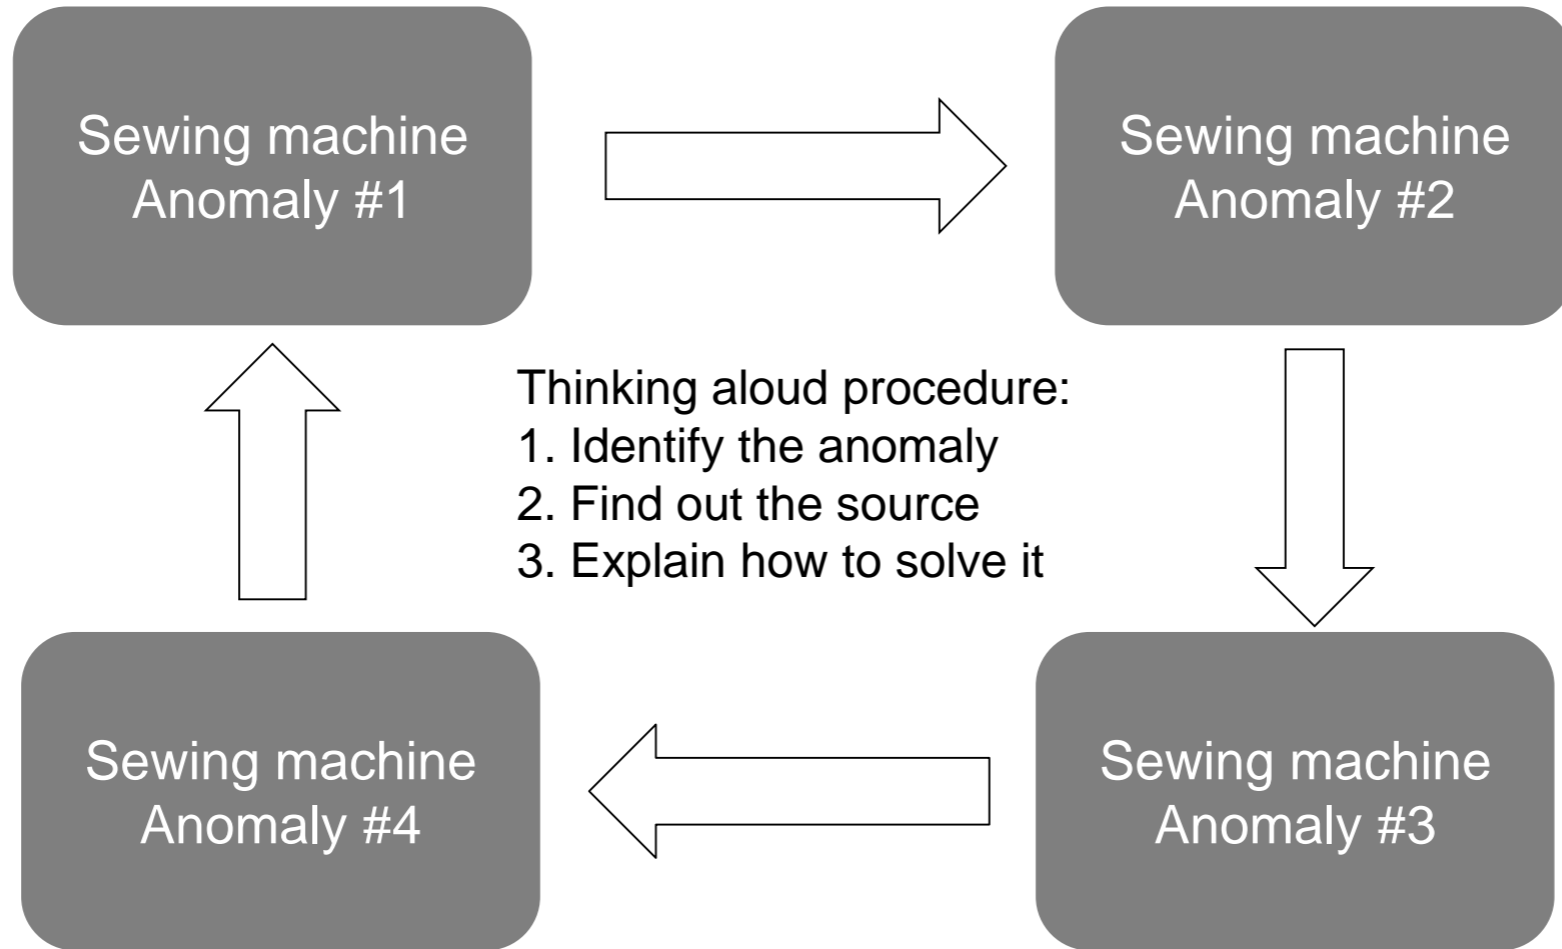 Sewing machine
Anomaly #1
Sewing machine
Anomaly #2
Thinking aloud procedure:
1. Identify the anomaly
2. Find out the source
3. Explain how to solve it
Sewing machine
Anomaly #4
Sewing machine
Anomaly #3